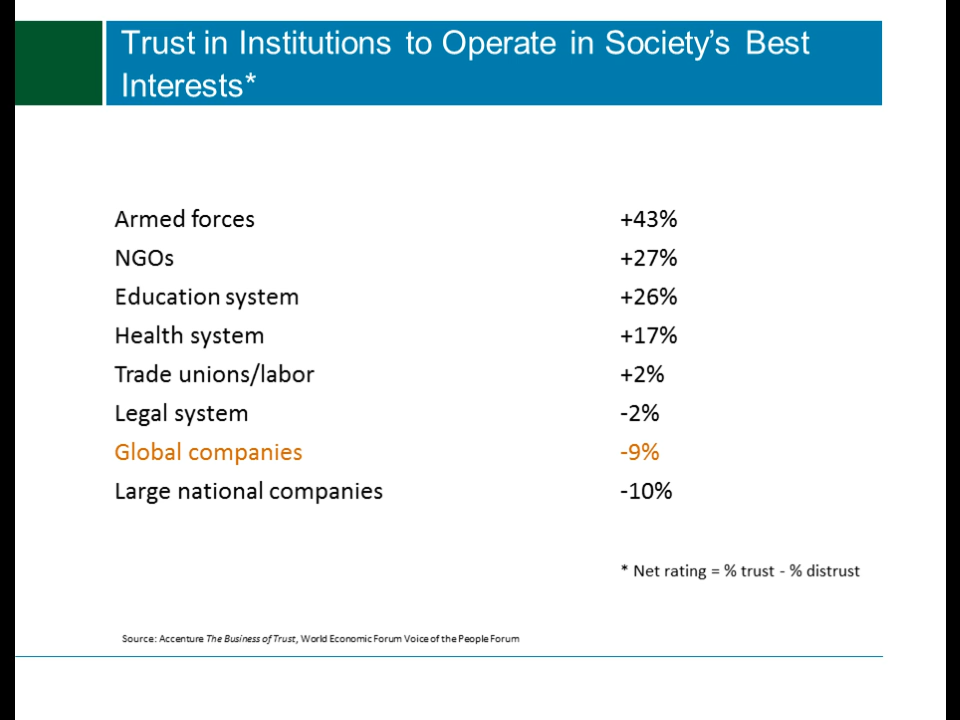 Trust in Institutions to Operate in Society's Best
Interests*
Armed forces +43%
NGOs +27%
Education system +26%
Health system +17%
Trade unions/labor +2%
Legal system -2%
Global companies -9%
Large national companies -10%
* Net rating = % trust - % distrust
Source: Accenture The Business of Trust, World Economic Forum Voice of the People Forum